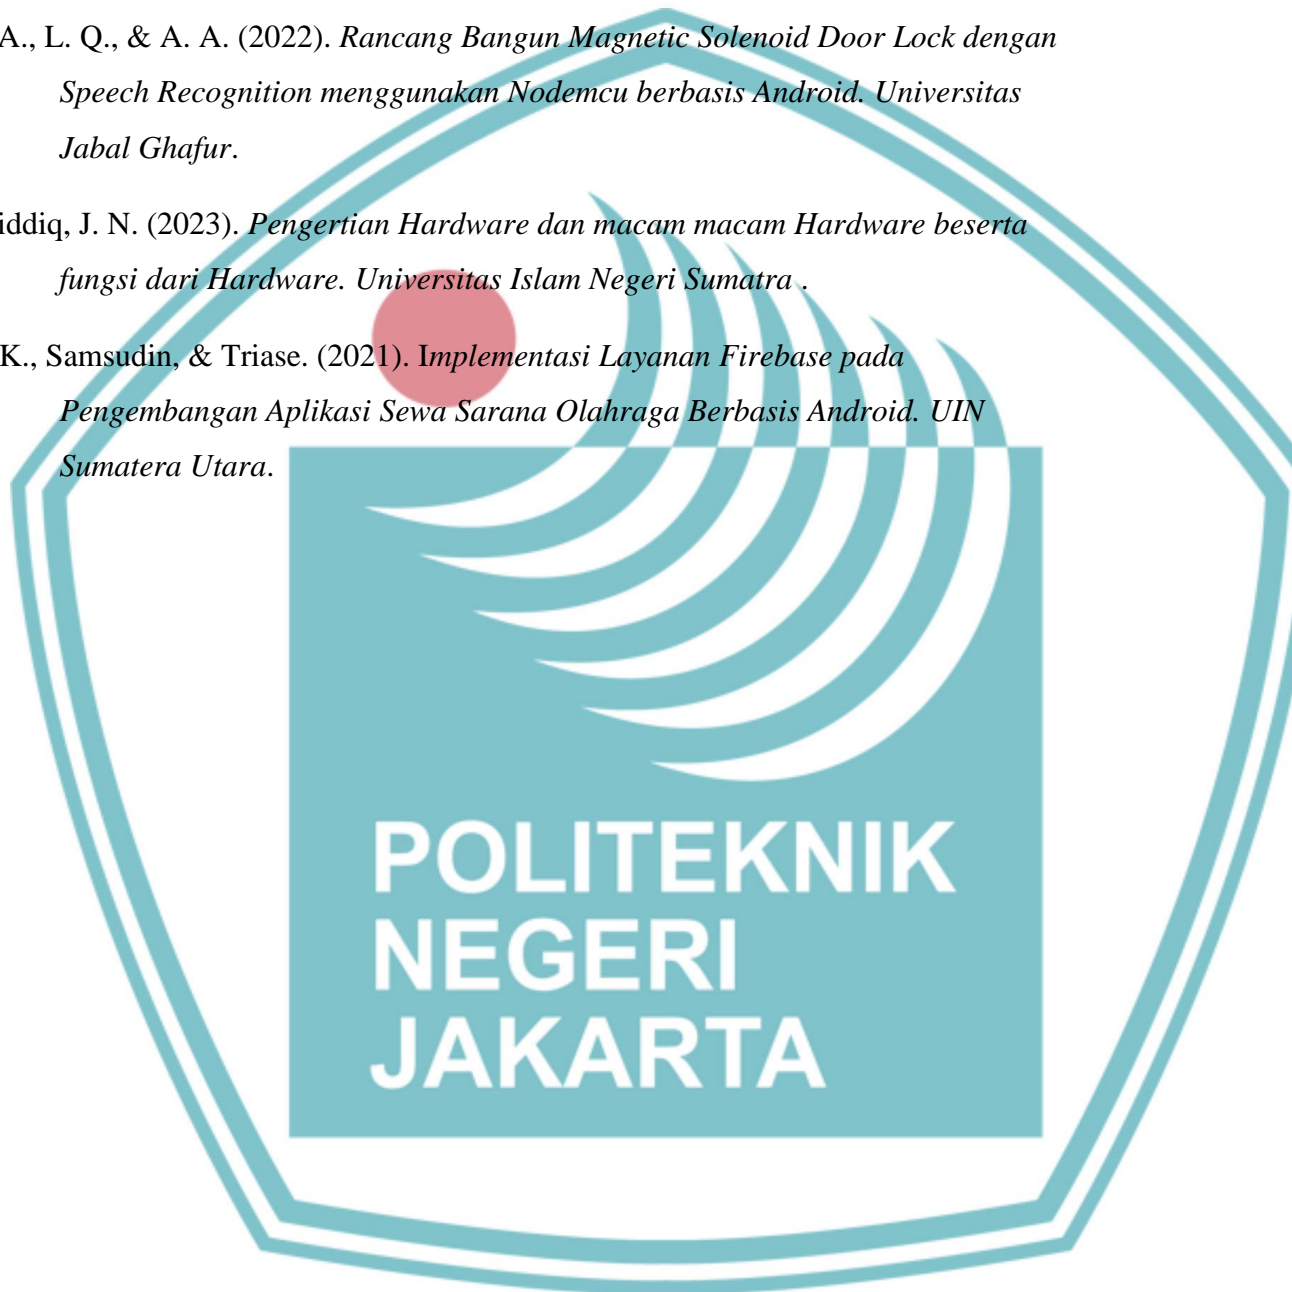 A., L. Q., & A. A. (2022). Rancang Bangun Magnetic Solenoid Door Lock dengan
Speech Recognition menggunakan Nodemcu berbasis Android. Universitas
Jabal Ghafur.
iddiq, J. N. (2023). Pengertian Hardware dan macam macam Hardware beserta
fungsi dari Hardware. Universitas Islam Negeri Sumatra .
K., Samsudin, & Triase. (2021). Implementasi Layanan Firebase pada
Pengembangan Aplikasi Sewa Sarana Olahraga Berbasis Android. UIN
Sumatera Utara.
POLITEKNIK
NEGERI
JAKARTA